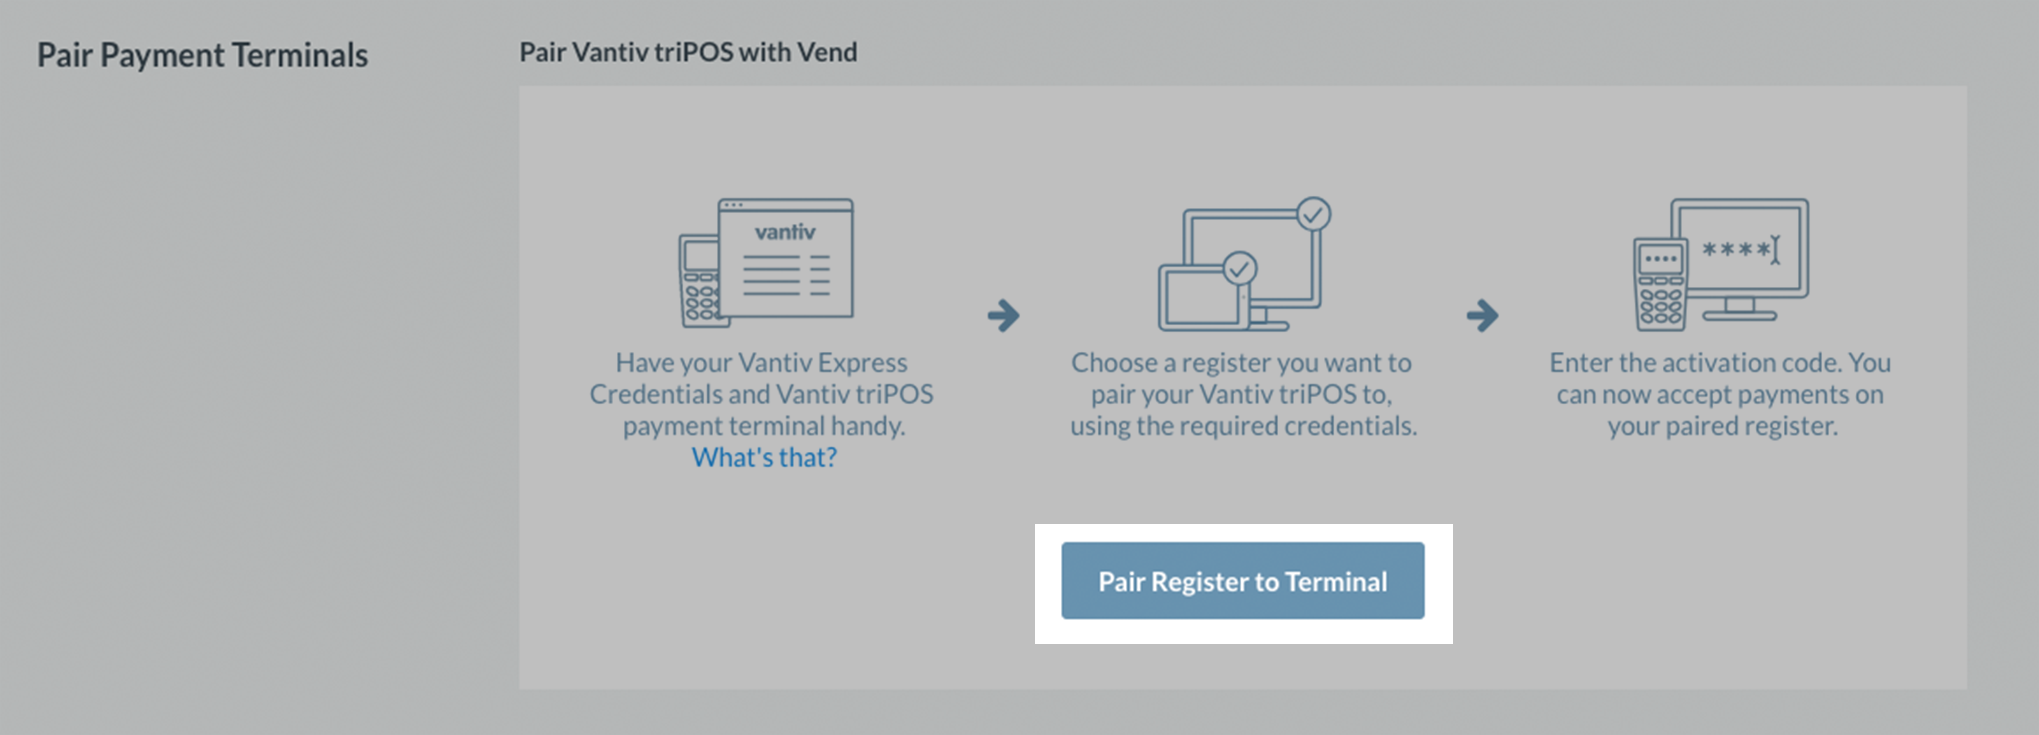 Pair Payment Terminals
Pair Vantiv triPOS with Vend
vantiv
Have your Vantiv Express
Credentials and Vantiv triPOS
payment terminal handy.
What's that?
Choose a register you want to
pair your Vantiv triPOS to,
using the required credentials.
****
Enter the activation code. You
can now accept payments on
your paired register.
Pair Register to Terminal